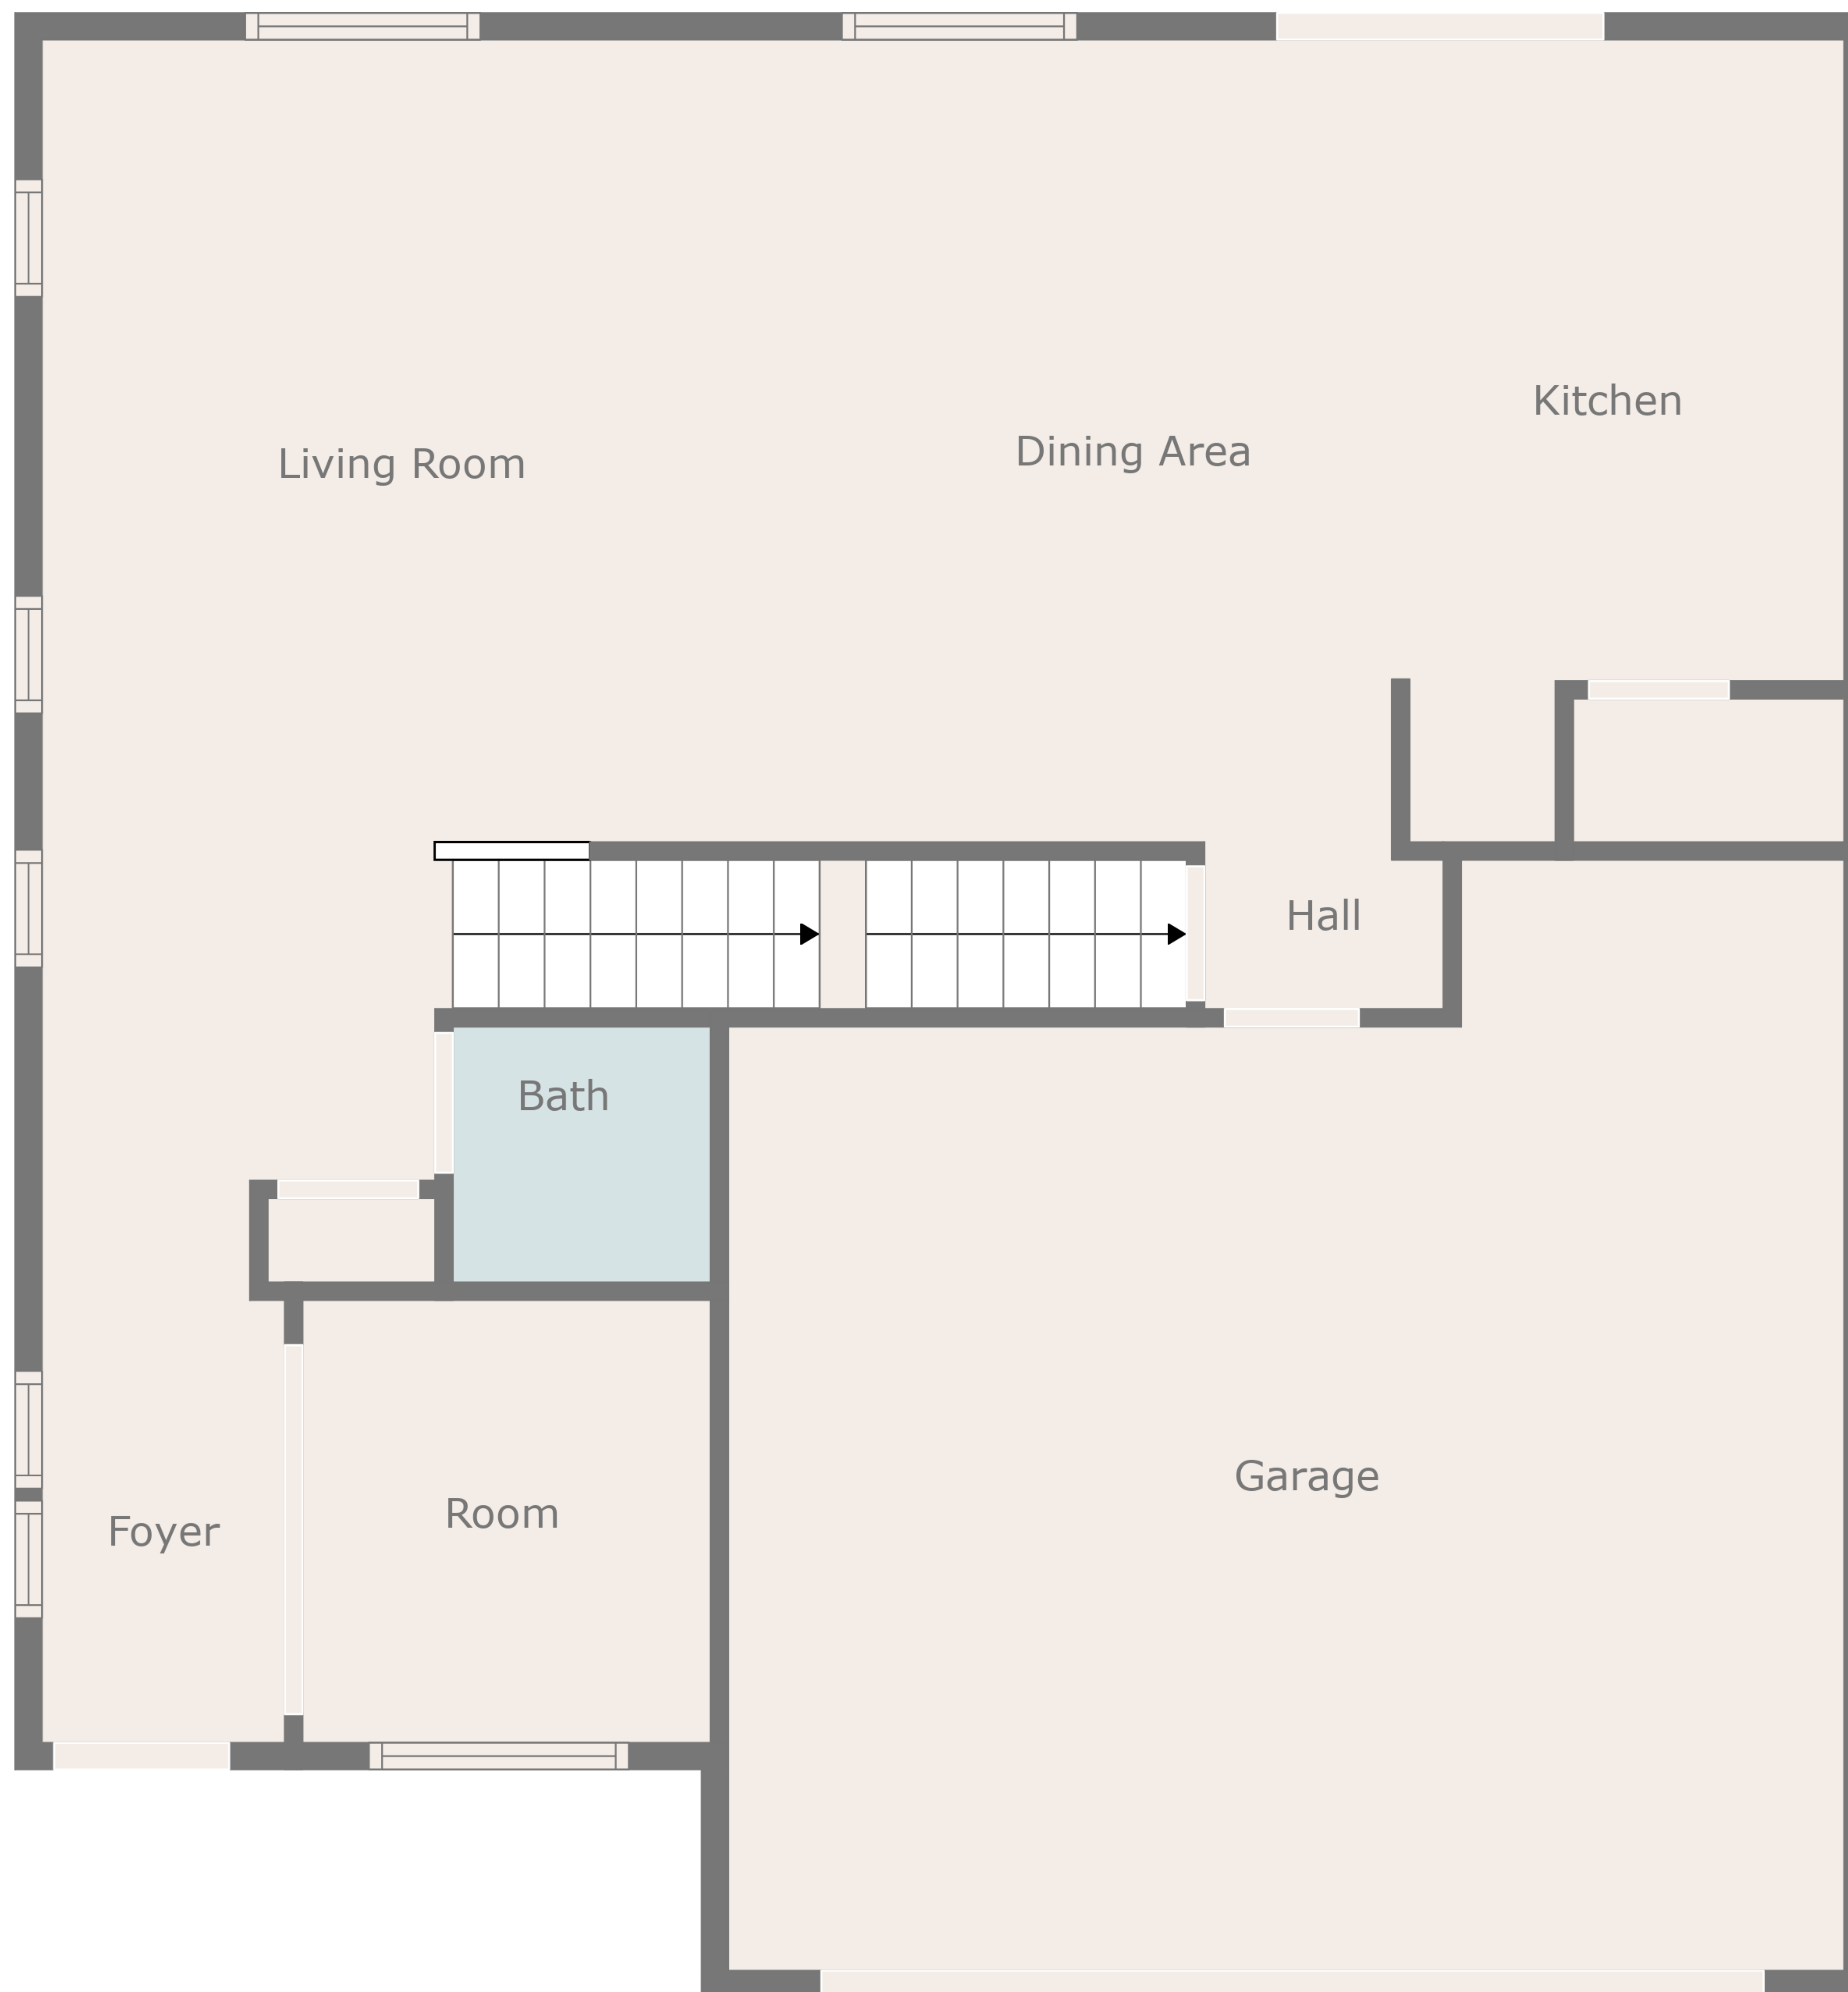 Kitchen
Dining Area
Living Room
Hall
Bath
Garage
Room
Foyer